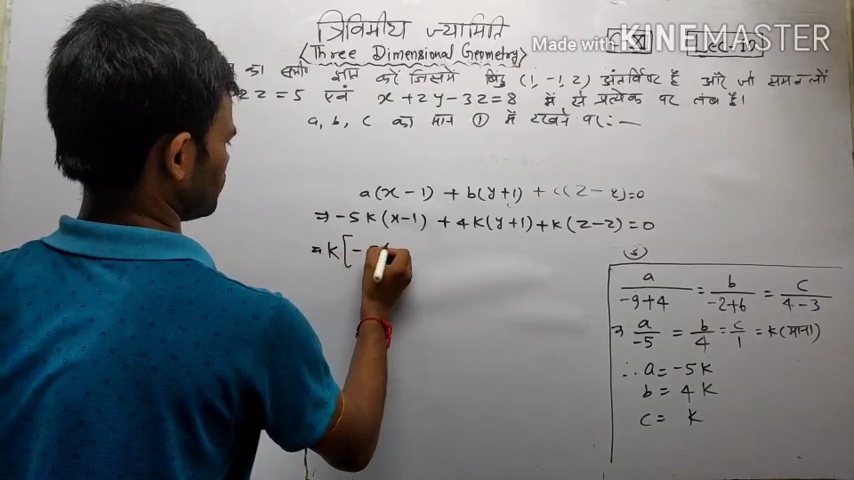 त्रिविमीय ज्यामिति
(Three Dimensional Geometry)
Made with KINEMASTER
का समी० ज्ञात करें जिसमें बिंदु (1, -1, 2) अंतर्विष्ट है और जो समतलों
2z = 5 एवं x + 2y - 3z = 8 में से प्रत्येक पर लंब है।
a, b, c का मान ① में रखने पर:—
a(x - 1) + b(y + 1) + c(z - 2) = 0
⇒ -5k(x-1) + 4k(y+1) + k(z-2) = 0
⇒ k[-
a/-9+4 = b/-2+6 = c/4-3
⇒ a/-5 = b/4 = c/1 = k (माना)
∴ a = -5k
b = 4k
c = k